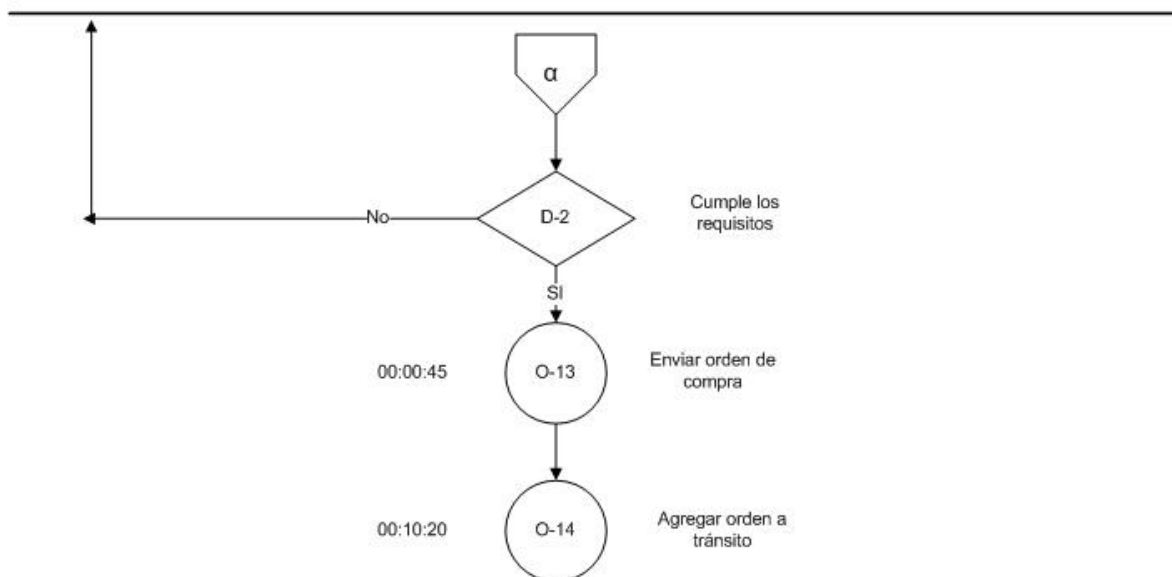 α
D-2
Cumple los
requisitos
No
SI
00:00:45
O-13
Enviar orden de
compra
00:10:20
O-14
Agregar orden a
tránsito